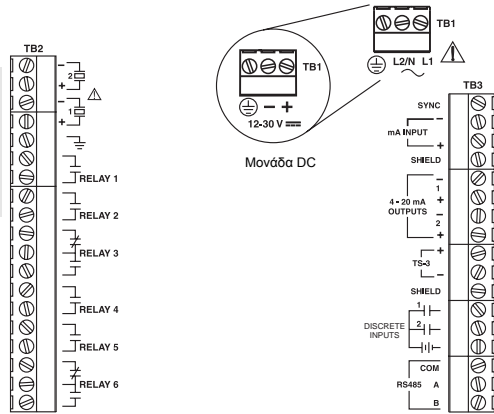 TB2
-
2
+
-
1
+
RELAY 1
RELAY 2
RELAY 3
RELAY 4
RELAY 5
RELAY 6
TB1
- +
12-30 V
Μονάδα DC
TB1
L2/N L1
TB3
SYNC
-
mA INPUT
+
SHIELD
-
1
+
4 - 20 mA
OUTPUTS
-
2
+
+
TS-3
-
SHIELD
1
DISCRETE
INPUTS
2
COM
RS485 A
B